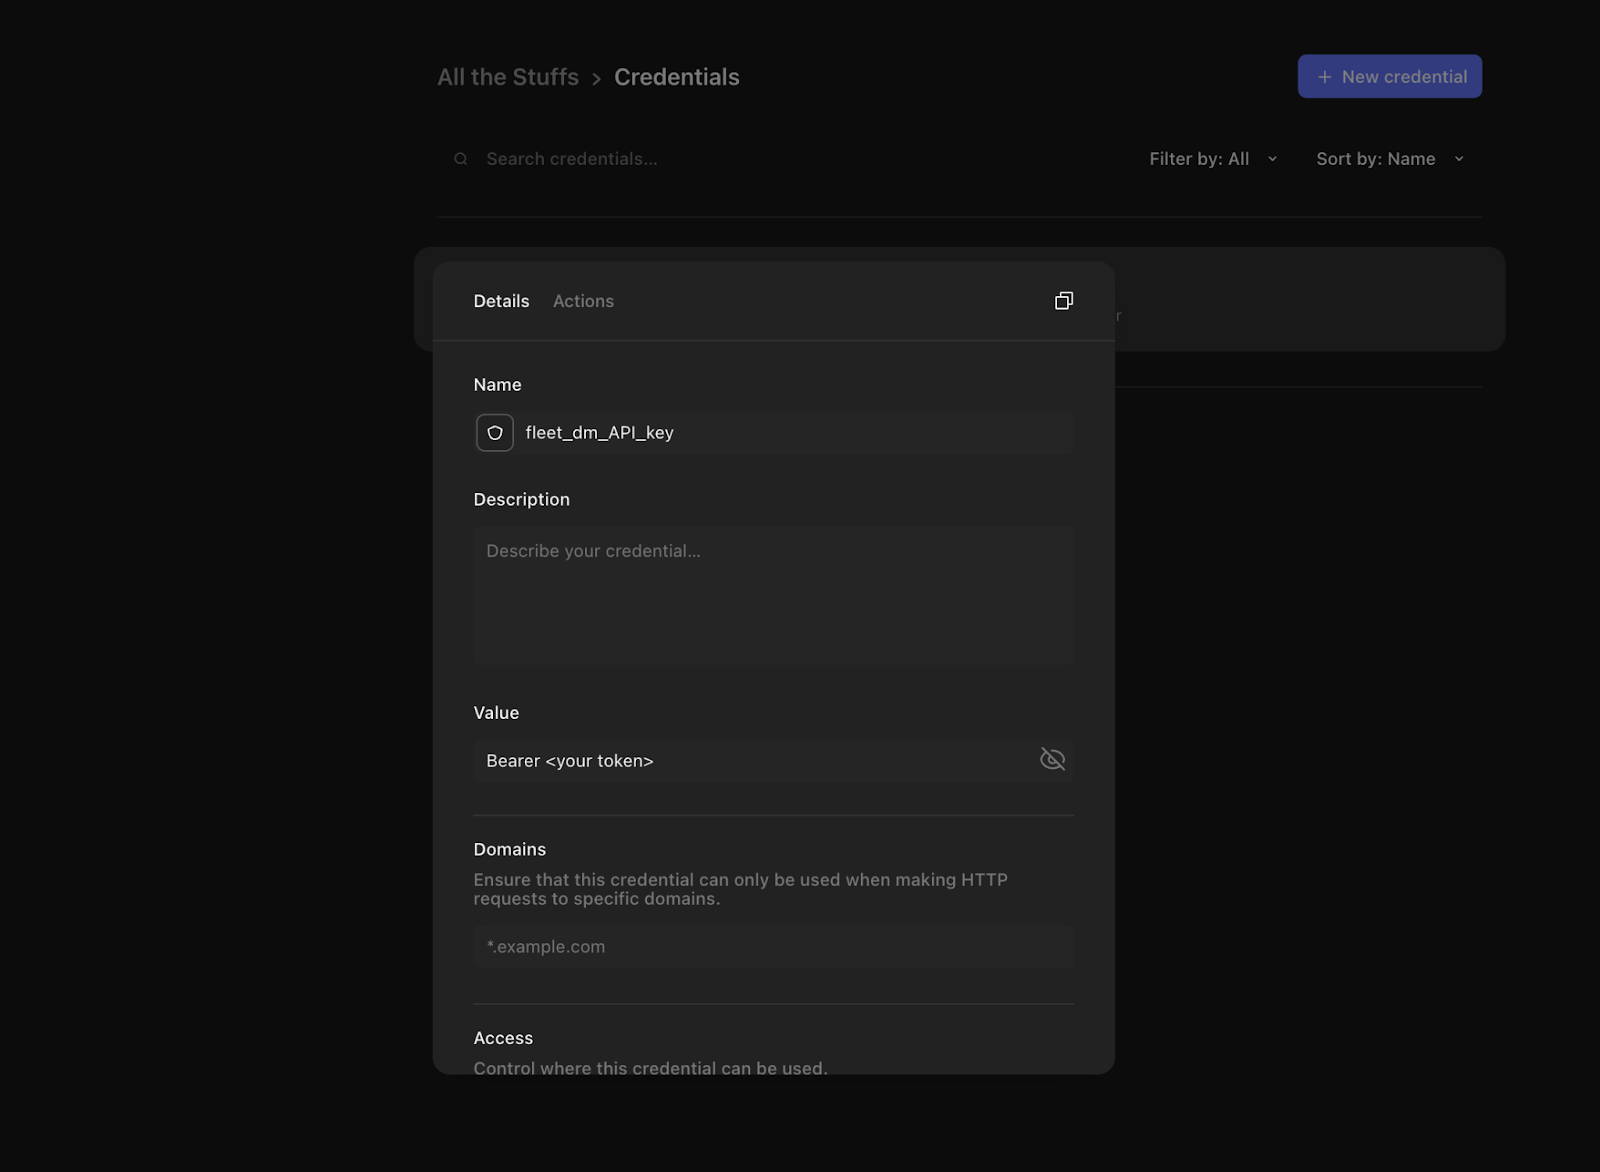 All the Stuffs > Credentials
+ New credential
Search credentials...
Filter by: All
Sort by: Name
Details
Actions
Name
fleet_dm_API_key
Description
Describe your credential...
Value
Bearer <your token>
Domains
Ensure that this credential can only be used when making HTTP
requests to specific domains.
*.example.com
Access
Control where this credential can be used.